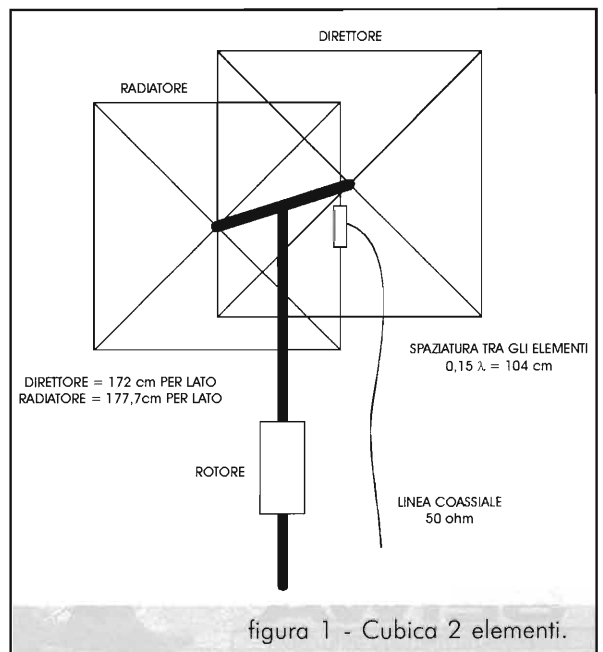 DIRETTORE
RADIATORE
SPAZIATURA TRA GLI ELEMENTI
0,15 λ = 104 cm
DIRETTORE = 172 cm PER LATO
RADIATORE = 177,7cm PER LATO
ROTORE
LINEA COASSIALE
50 ohm
figura 1 - Cubica 2 elementi.